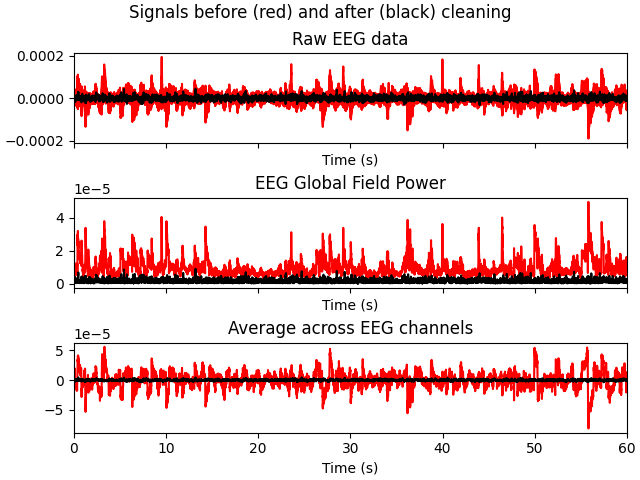 Signals before (red) and after (black) cleaning
Raw EEG data
0.0002
0.0000
−0.0002
Time (s)
EEG Global Field Power
1e−5
4
2
0
Time (s)
Average across EEG channels
1e−5
5
0
−5
0 10 20 30 40 50 60
Time (s)